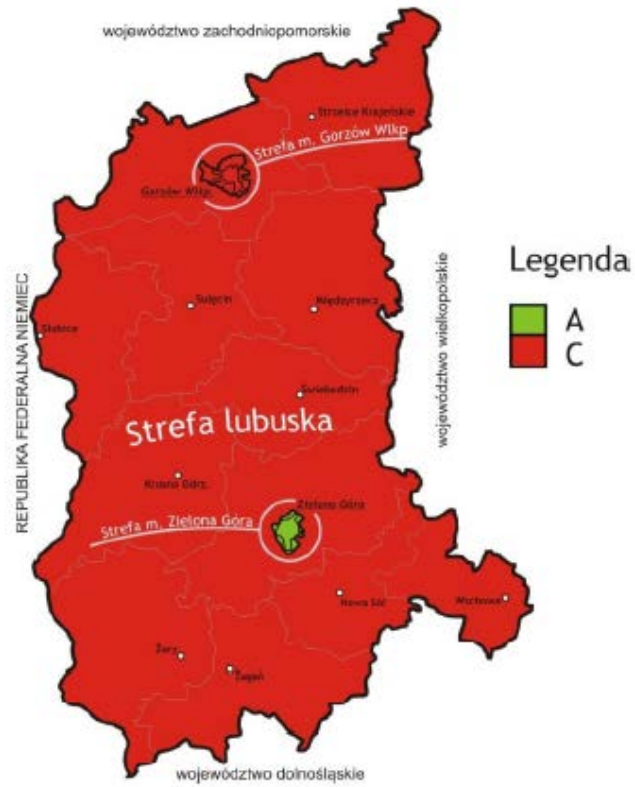 województwo zachodniopomorskie
Strzelce Krajeńskie
Strefa m. Gorzów Wlkp
Gorzów Wlkp.
REPUBLIKA FEDERALNA NIEMIEC
województwo wielkopolskie
Legenda
A
C
Sulęcin
Międzyrzecz
Słubice
Świebodzin
Strefa lubuska
Krosno Odrz.
Zielona Góra
Strefa m. Zielona Góra
Nowa Sól
Wschowa
Żary
Żagań
województwo dolnośląskie